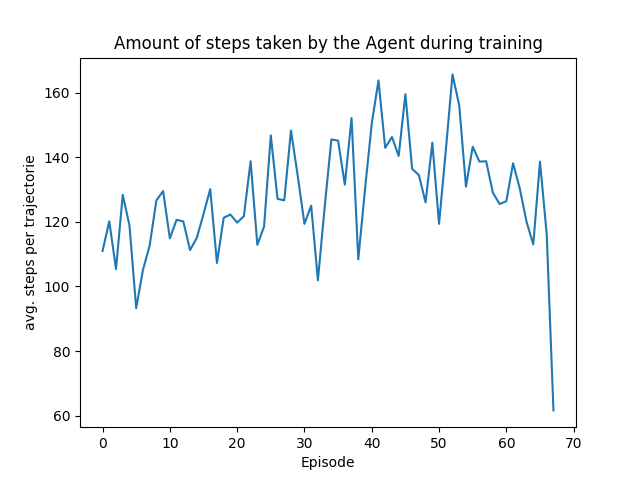 Amount of steps taken by the Agent during training
avg. steps per trajectorie
160
140
120
100
80
60
0 10 20 30 40 50 60 70
Episode